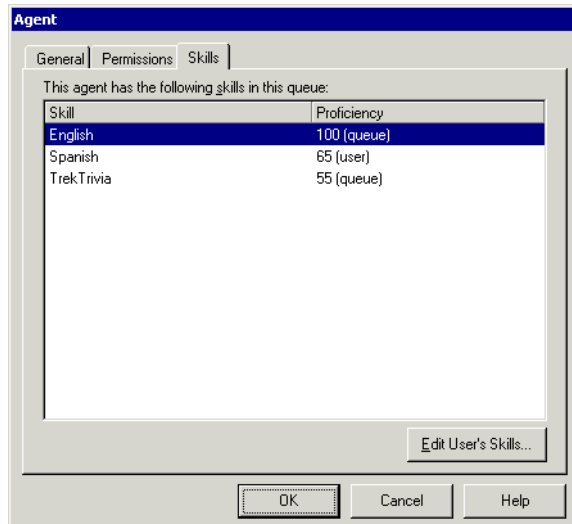 Agent
General Permissions Skills
This agent has the following skills in this queue:
Skill Proficiency
English 100 (queue)
Spanish 65 (user)
TrekTrivia 55 (queue)
Edit User's Skills...
OK Cancel Help